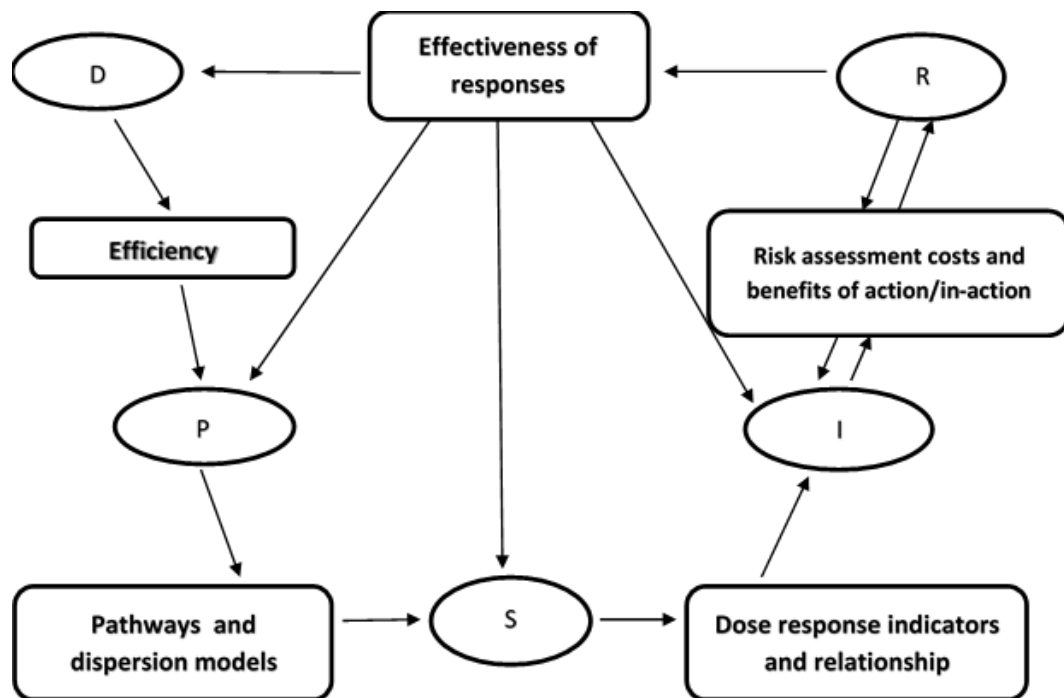 Effectiveness of
responses
D
R
Efficiency
Risk assessment costs and
benefits of action/in-action
P
I
Pathways and
dispersion models
S
Dose response indicators
and relationship